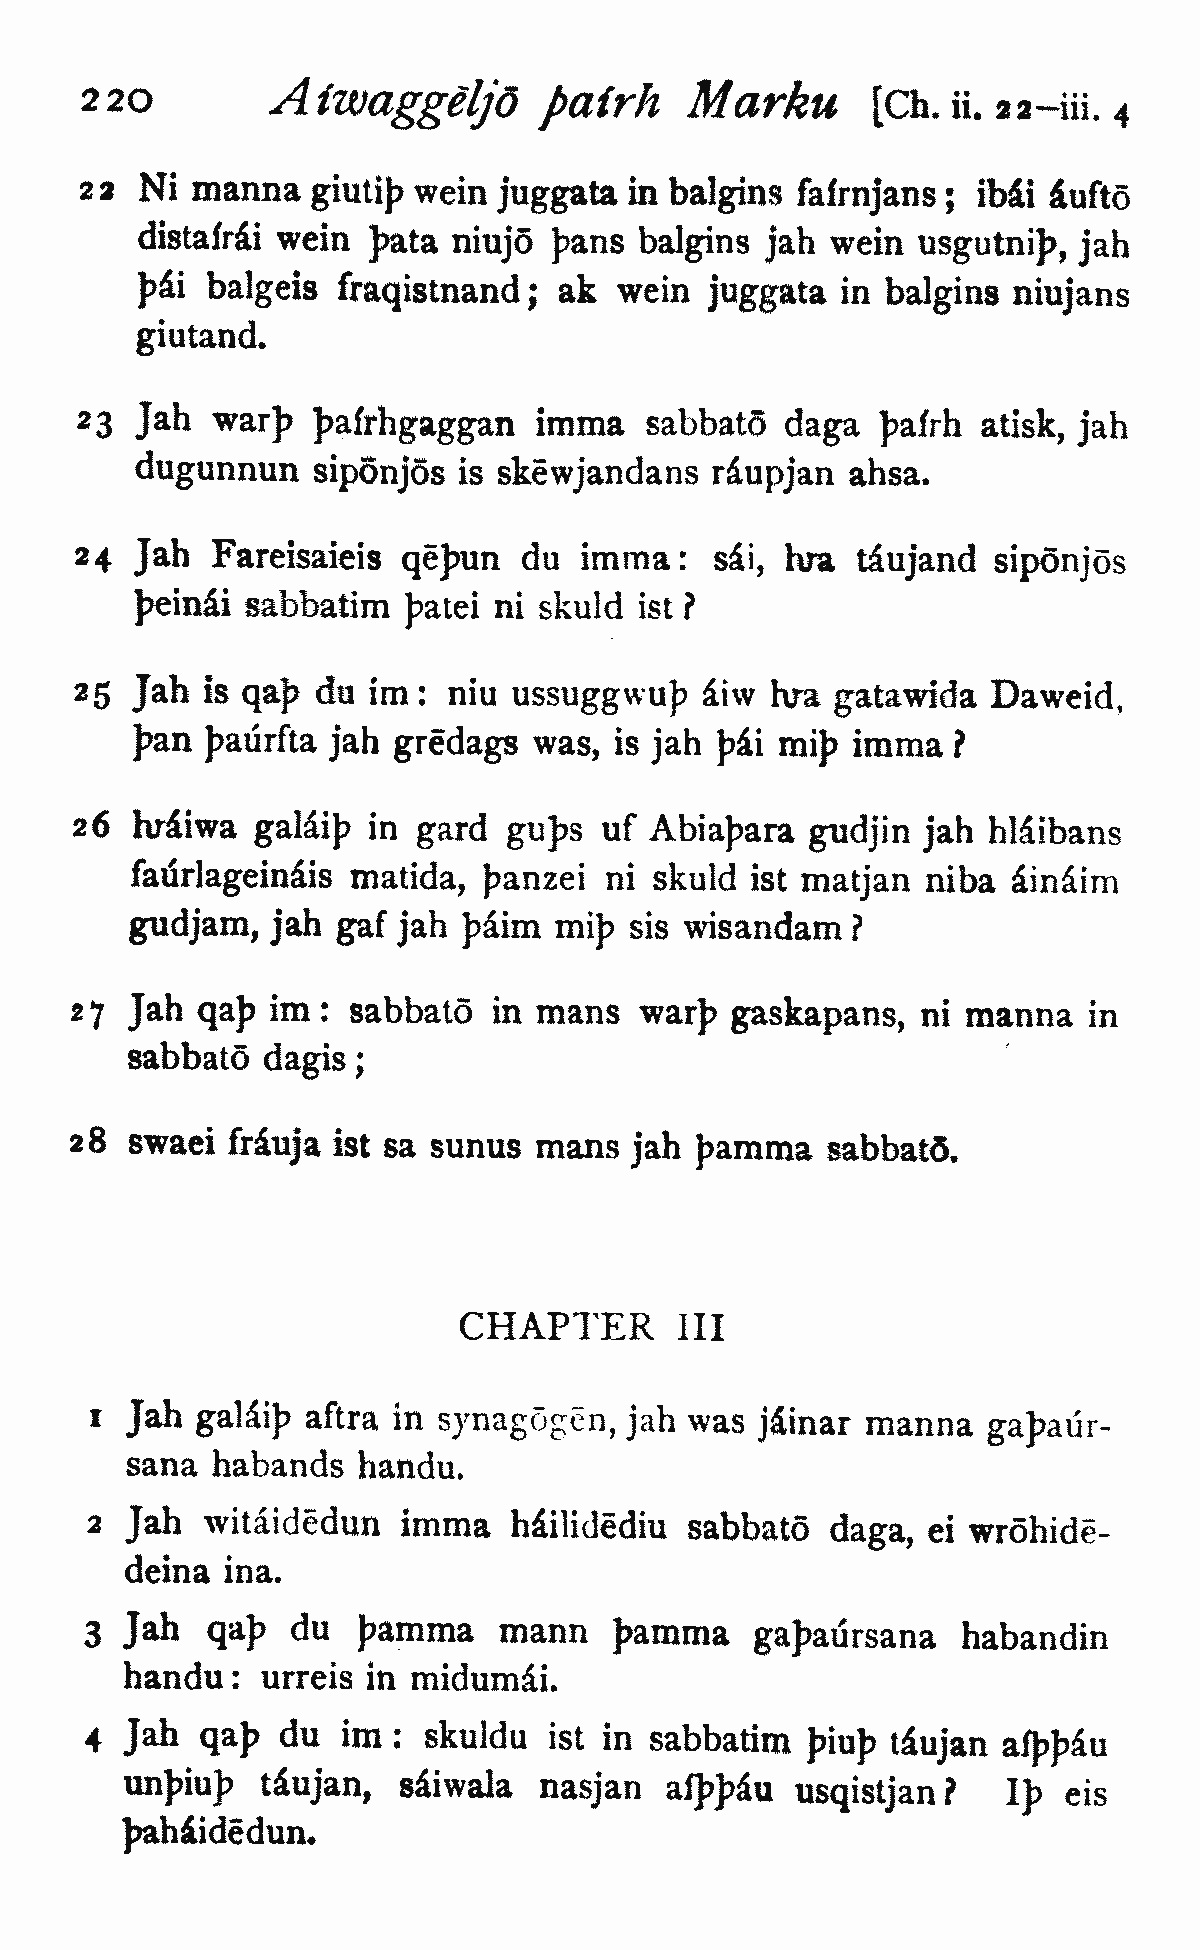 220 Aíwaggēljō þaírh Marku [Ch. ii. 22–iii. 4
22 Ni manna giutiþ wein juggata in balgins faírnjans; ibái áuftō
distaírái wein þata niujō þans balgins jah wein usgutniþ, jah
þái balgeis fraqistnand; ak wein juggata in balgins niujans
giutand.
23 Jah warþ þaírhgaggan imma sabbatō daga þaírh atisk, jah
dugunnun sipōnjōs is skēwjandans ráupjan ahsa.
24 Jah Fareisaieis qēþun du imma: sái, ƕa táujand sipōnjōs
þeinái sabbatim þatei ni skuld ist?
25 Jah is qaþ du im: niu ussuggwuþ áiw ƕa gatawida Daweid,
þan þaúrfta jah grēdags was, is jah þái miþ imma?
26 ƕáiwa galáiþ in gard guþs uf Abiaþara gudjin jah hláibans
faúrlageináis matida, þanzei ni skuld ist matjan niba áináim
gudjam, jah gaf jah þáim miþ sis wisandam?
27 Jah qaþ im: sabbatō in mans warþ gaskapans, ni manna in
sabbatō dagis;
28 swaei fráuja ist sa sunus mans jah þamma sabbatō.
CHAPTER III
1 Jah galáiþ aftra in synagōgēn, jah was jáinar manna gaþaúr-
sana habands handu.
2 Jah witáidēdun imma háilidēdiu sabbatō daga, ei wrōhidē-
deina ina.
3 Jah qaþ du þamma mann þamma gaþaúrsana habandin
handu: urreis in midumái.
4 Jah qaþ du im: skuldu ist in sabbatim þiuþ táujan aíþþáu
unþiuþ táujan, sáiwala nasjan aíþþáu usqistjan? Iþ eis
þaháidēdun.